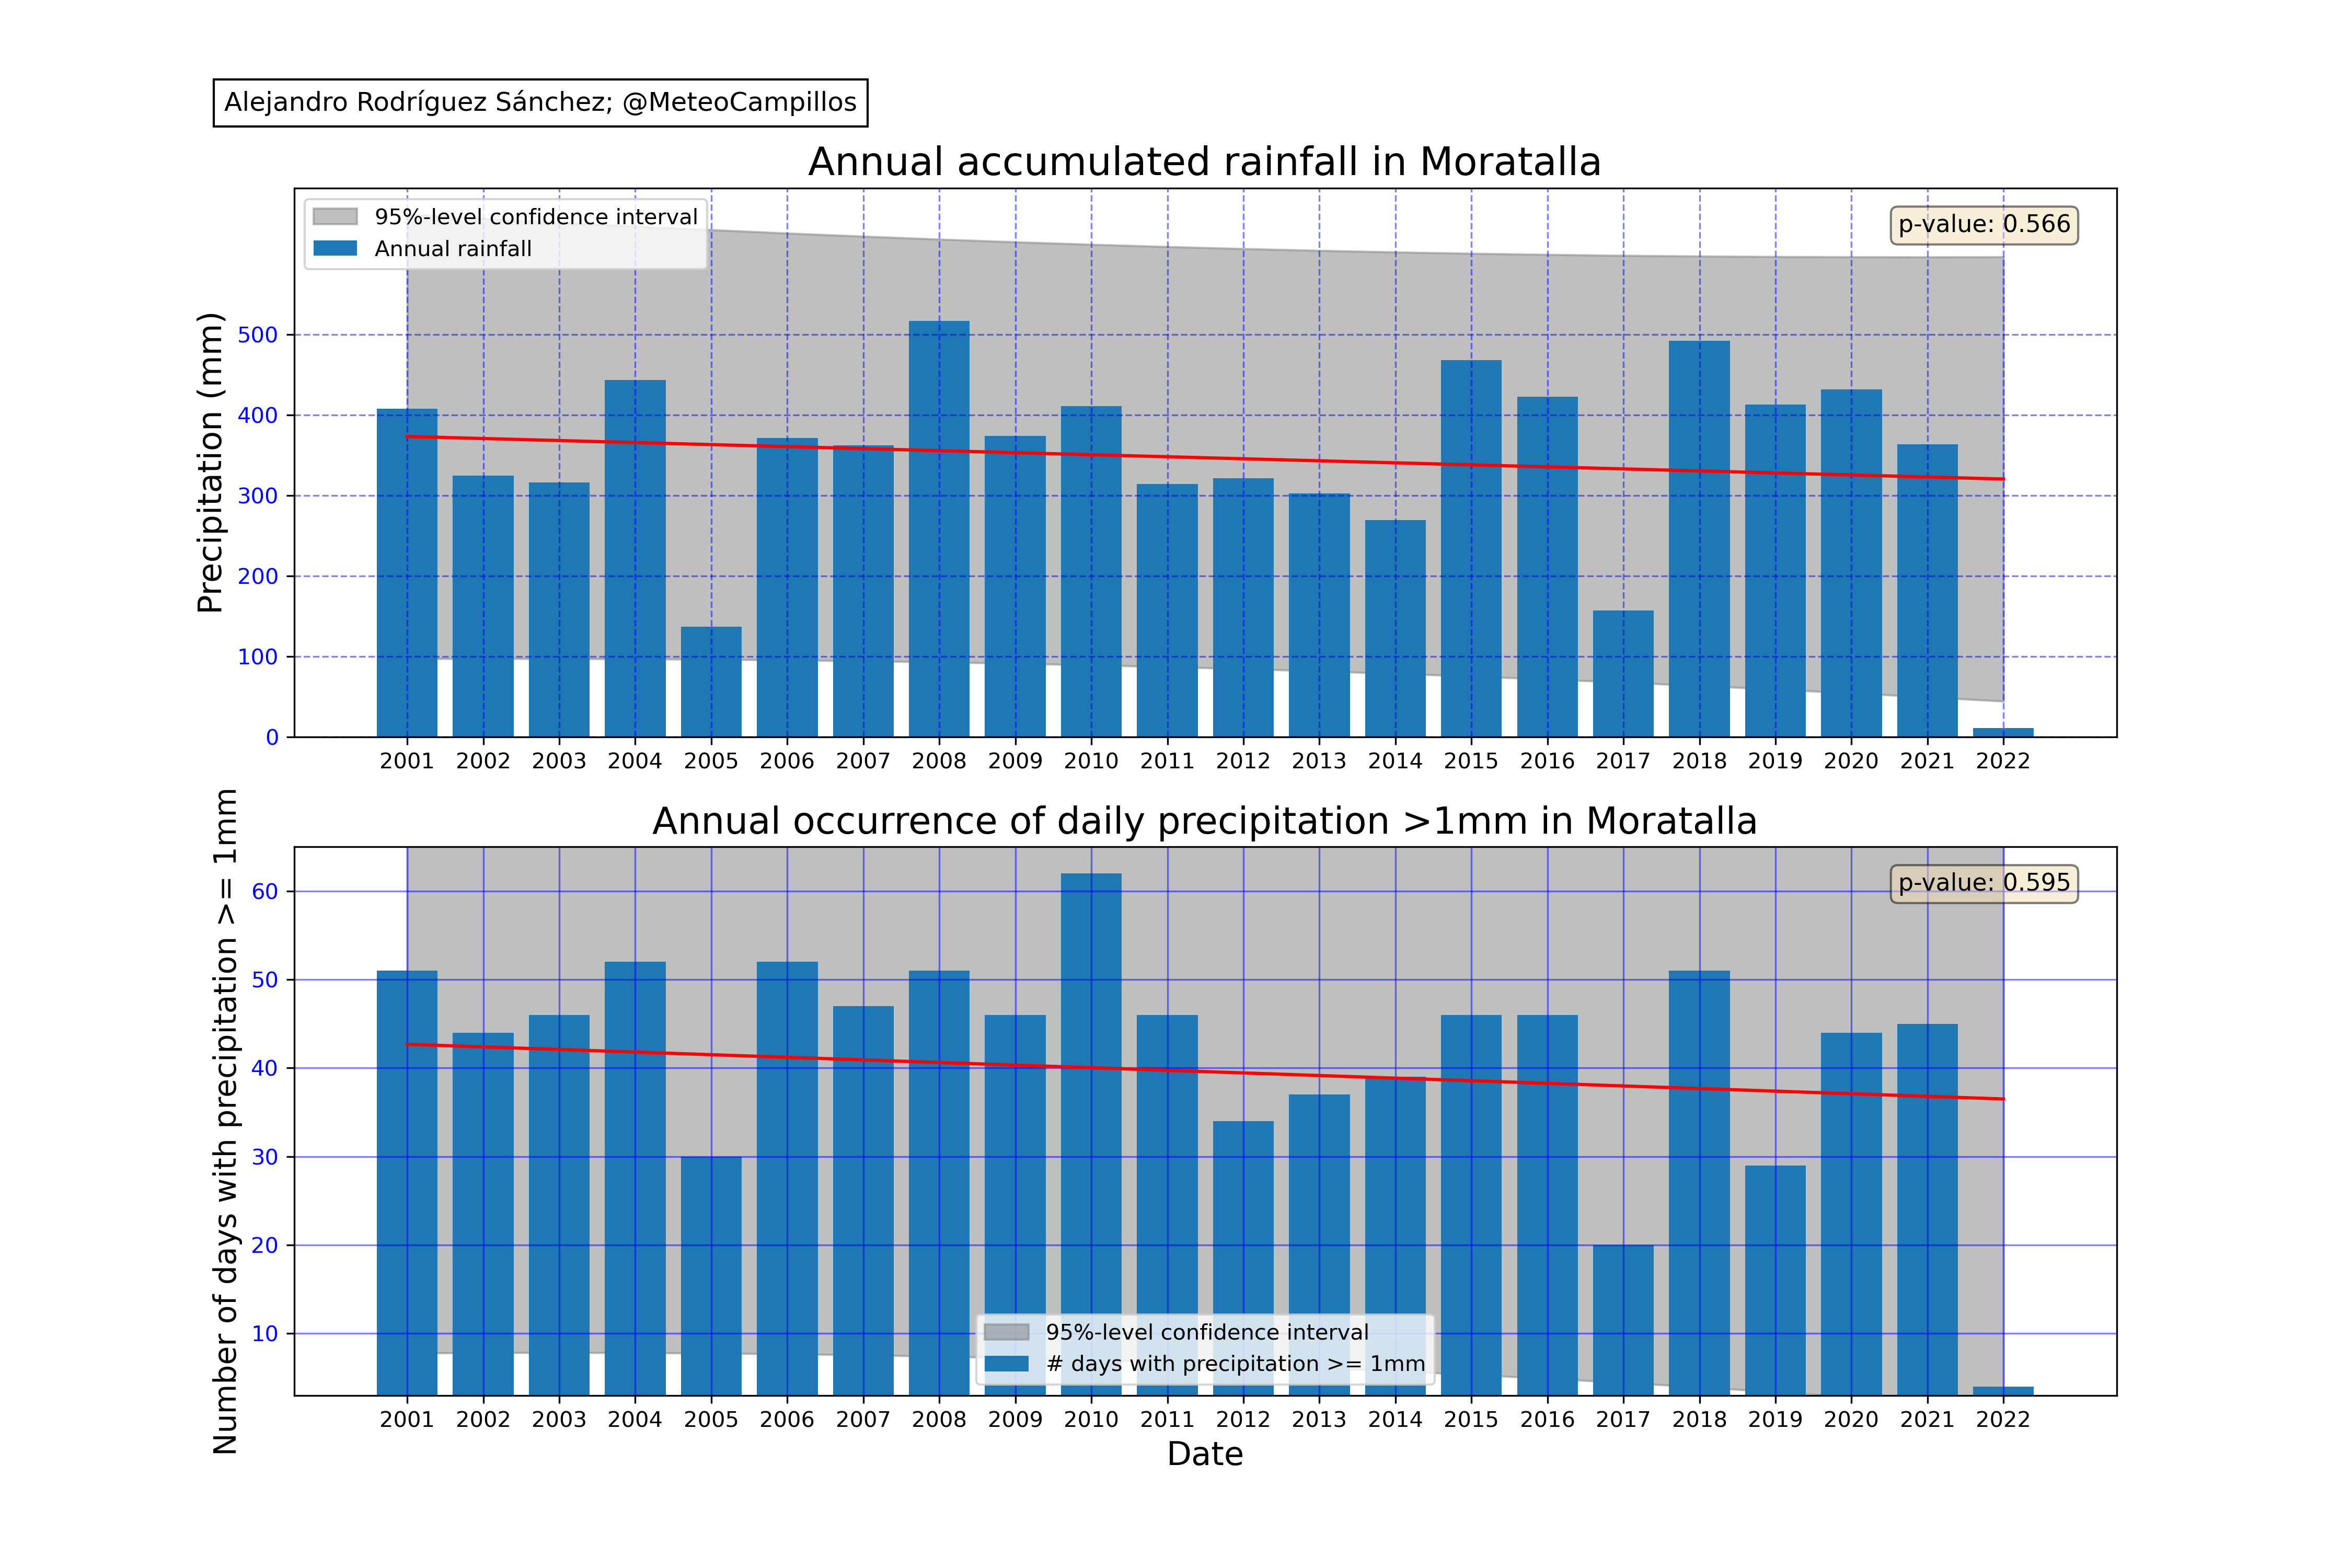 Alejandro Rodríguez Sánchez; @MeteoCampillos
Annual accumulated rainfall in Moratalla
95%-level confidence interval
Annual rainfall
p-value: 0.566
Precipitation (mm)
500
400
300
200
100
0
2001 2002 2003 2004 2005 2006 2007 2008 2009 2010 2011 2012 2013 2014 2015 2016 2017 2018 2019 2020 2021 2022
Annual occurrence of daily precipitation >1mm in Moratalla
p-value: 0.595
Number of days with precipitation >= 1mm
60
50
40
30
20
10
95%-level confidence interval
# days with precipitation >= 1mm
2001 2002 2003 2004 2005 2006 2007 2008 2009 2010 2011 2012 2013 2014 2015 2016 2017 2018 2019 2020 2021 2022
Date